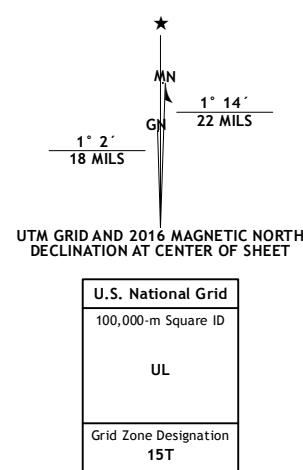 ★
MN
1° 14´
22 MILS
GN
1° 2´
18 MILS
UTM GRID AND 2016 MAGNETIC NORTH
DECLINATION AT CENTER OF SHEET
U.S. National Grid
100,000-m Square ID
UL
Grid Zone Designation
15T